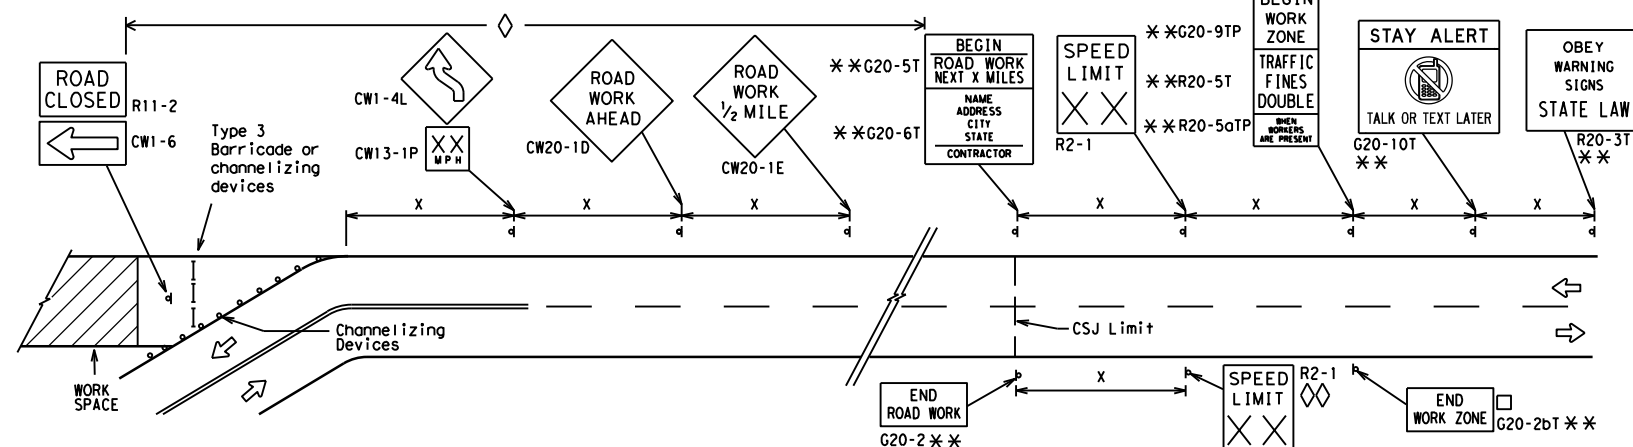 ROAD
CLOSED
R11-2
CW1-6
Type 3
Barricade or
channelizing
devices
CW1-4L
XX
MPH
CW13-1P
ROAD
WORK
AHEAD
CW20-1D
ROAD
WORK
1/2 MILE
CW20-1E
**G20-5T
**G20-6T
BEGIN
ROAD WORK
NEXT X MILES
NAME
ADDRESS
CITY
STATE
CONTRACTOR
SPEED
LIMIT
XX
R2-1
**G20-9TP
**R20-5T
**R20-5aTP
BEGIN
WORK
ZONE
TRAFFIC
FINES
DOUBLE
WHEN
WORKERS
ARE PRESENT
STAY ALERT
TALK OR TEXT LATER
G20-10T
**
OBEY
WARNING
SIGNS
STATE LAW
R20-3T
**
X
X
X
X
X
X
X
Channelizing
Devices
CSJ Limit
WORK
SPACE
END
ROAD WORK
G20-2 **
X
SPEED
LIMIT
XX
R2-1
END
WORK ZONE
G20-2bT **